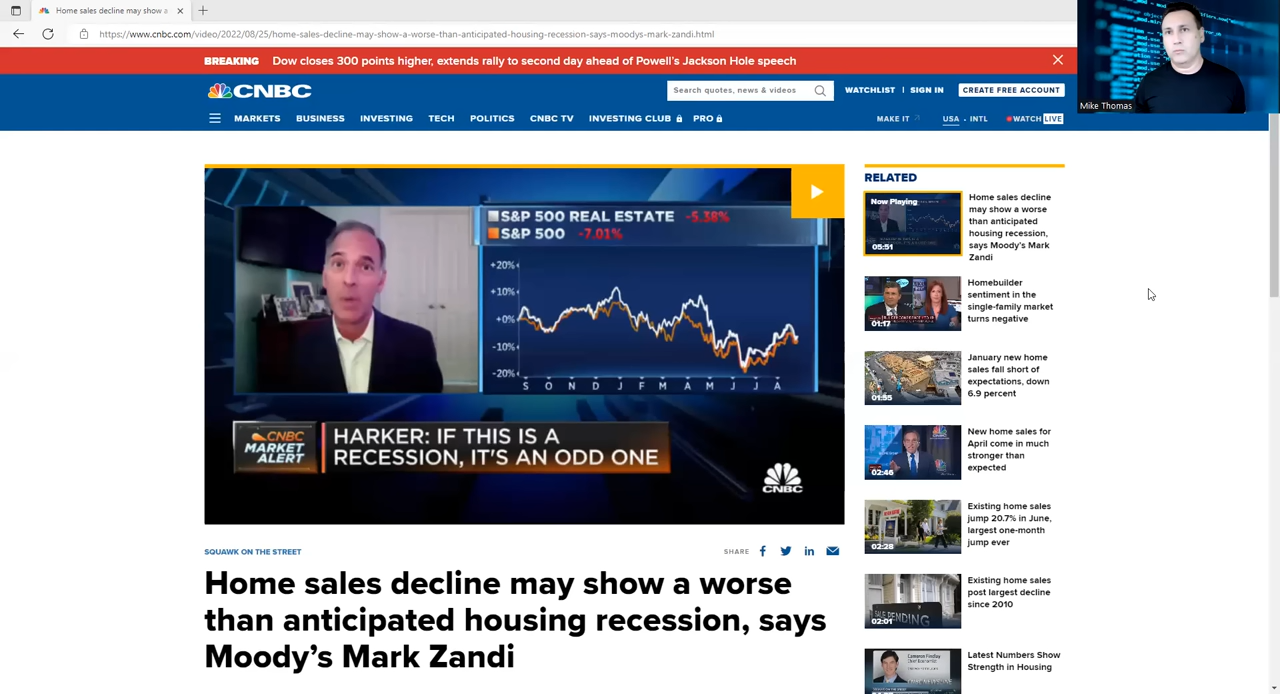 Home sales decline may show a
https://www.cnbc.com/video/2022/08/25/home-sales-decline-may-show-a-worse-than-anticipated-housing-recession-says-moodys-mark-zandi.html
Mike Thomas
BREAKING Dow closes 300 points higher, extends rally to second day ahead of Powell's Jackson Hole speech
CNBC
Search quotes, news & videos
WATCHLIST | SIGN IN
CREATE FREE ACCOUNT
MARKETS BUSINESS INVESTING TECH POLITICS CNBC TV INVESTING CLUB PRO
MAKE IT USA • INTL WATCH LIVE
S&P 500 REAL ESTATE -5.38%
S&P 500 -7.01%
+20%
+10%
+0%
-10%
-20%
S O N D J F M A M J J A
CNBC
MARKET
ALERT
HARKER: IF THIS IS A
RECESSION, IT'S AN ODD ONE
CNBC
SQUAWK ON THE STREET
SHARE
Home sales decline may show a worse
than anticipated housing recession, says
Moody's Mark Zandi
RELATED
Now Playing
05:51
Home sales decline
may show a worse
than anticipated
housing recession,
says Moody's Mark
Zandi
01:17
Homebuilder
sentiment in the
single-family market
turns negative
01:55
January new home
sales fall short of
expectations, down
6.9 percent
02:46
New home sales for
April come in much
stronger than
expected
02:28
Existing home sales
jump 20.7% in June,
largest one-month
jump ever
SALE PENDING
02:01
Existing home sales
post largest decline
since 2010
Cameron Findlay
Chief Economist
Latest Numbers Show
Strength in Housing